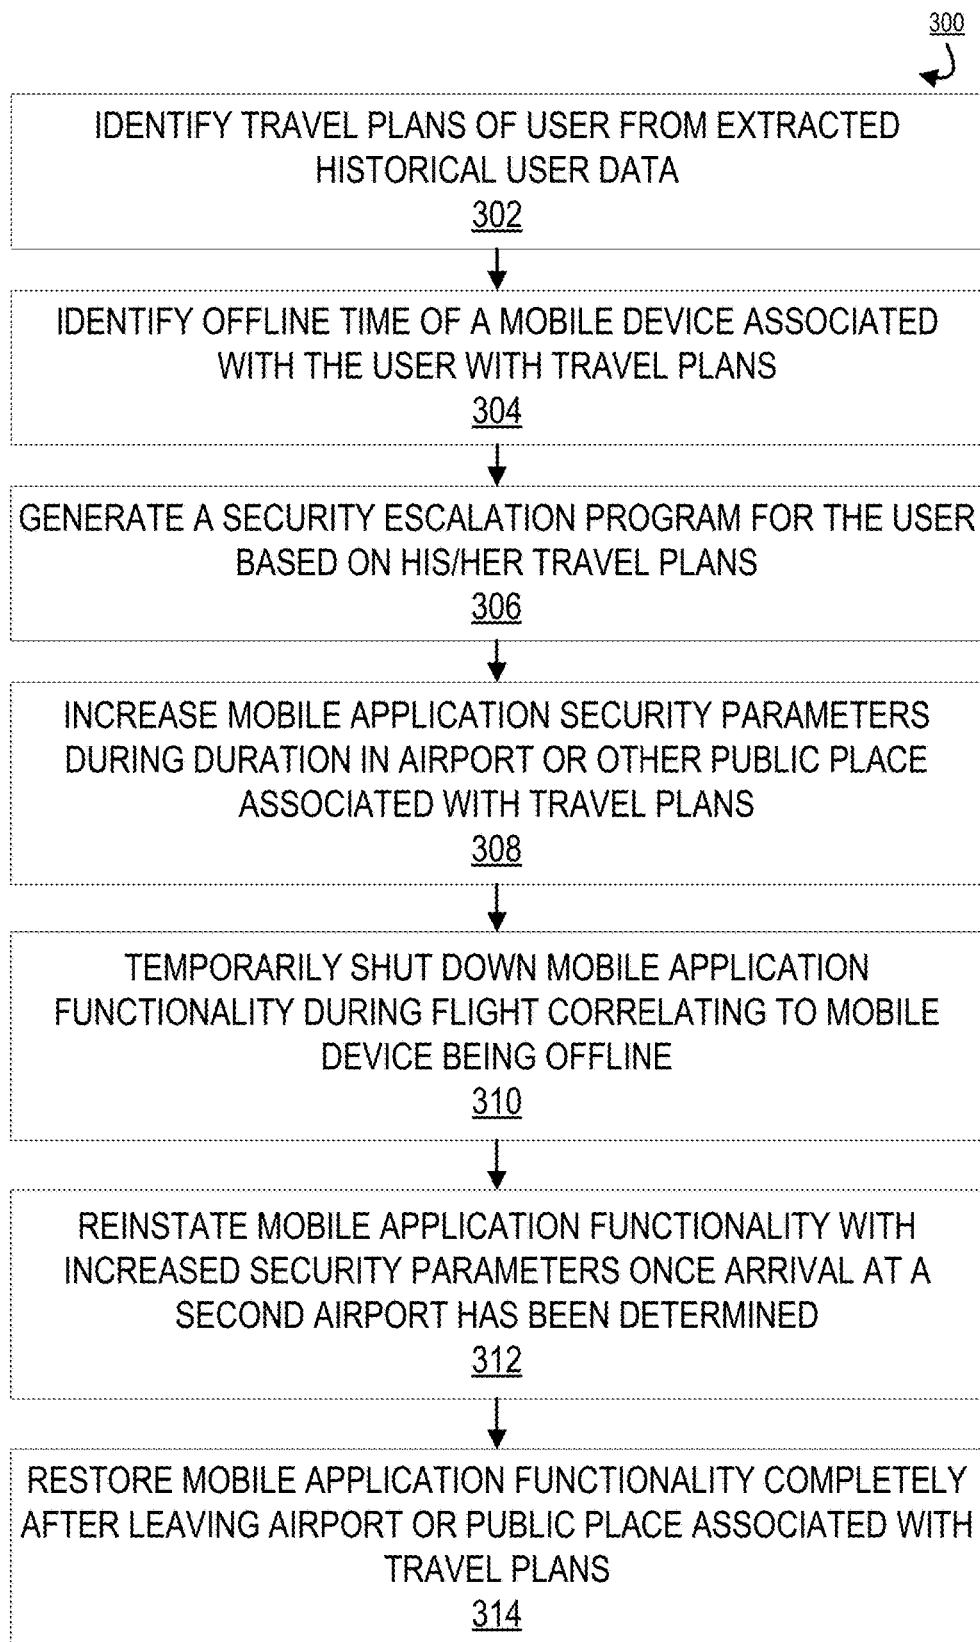 300
IDENTIFY TRAVEL PLANS OF USER FROM EXTRACTED
HISTORICAL USER DATA
302
IDENTIFY OFFLINE TIME OF A MOBILE DEVICE ASSOCIATED
WITH THE USER WITH TRAVEL PLANS
304
GENERATE A SECURITY ESCALATION PROGRAM FOR THE USER
BASED ON HIS/HER TRAVEL PLANS
306
INCREASE MOBILE APPLICATION SECURITY PARAMETERS
DURING DURATION IN AIRPORT OR OTHER PUBLIC PLACE
ASSOCIATED WITH TRAVEL PLANS
308
TEMPORARILY SHUT DOWN MOBILE APPLICATION
FUNCTIONALITY DURING FLIGHT CORRELATING TO MOBILE
DEVICE BEING OFFLINE
310
REINSTATE MOBILE APPLICATION FUNCTIONALITY WITH
INCREASED SECURITY PARAMETERS ONCE ARRIVAL AT A
SECOND AIRPORT HAS BEEN DETERMINED
312
RESTORE MOBILE APPLICATION FUNCTIONALITY COMPLETELY
AFTER LEAVING AIRPORT OR PUBLIC PLACE ASSOCIATED WITH
TRAVEL PLANS
314